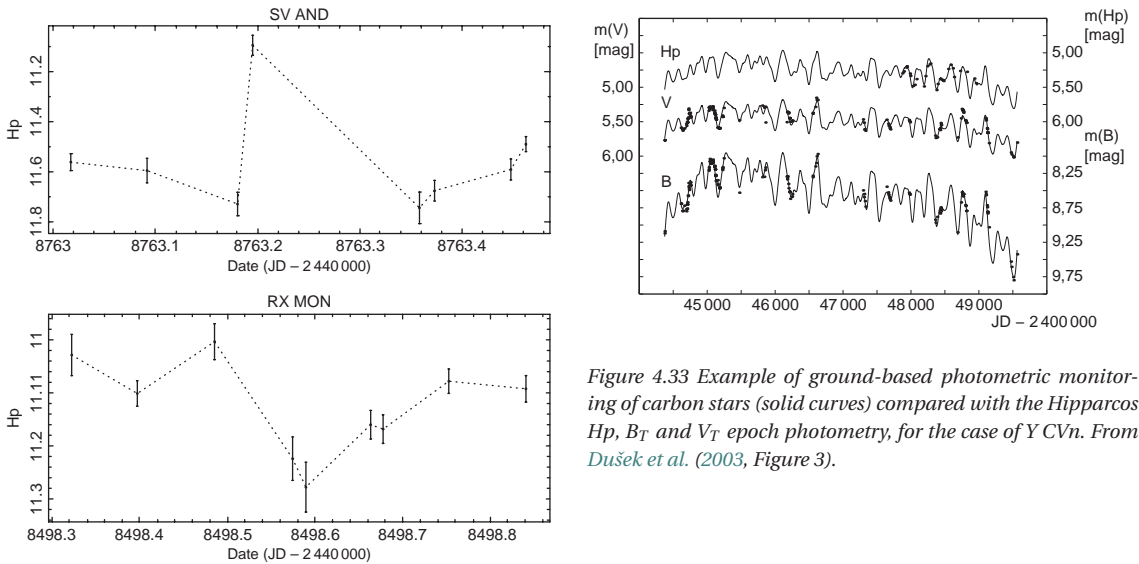 SV AND
11.2
11.4
11.6
11.8
Hp
8763 8763.1 8763.2 8763.3 8763.4
Date (JD – 2 440 000)
RX MON
11
11.11
11.2
11.3
Hp
8498.3 8498.4 8498.5 8498.6 8498.7 8498.8
Date (JD – 2 440 000)
m(V)
[mag]
5,00
5,50
6,00
Hp
V
B
m(Hp)
[mag]
5,00
5,50
6,00
m(B)
[mag]
8,25
8,75
9,25
9,75
45 000 46 000 47 000 48 000 49 000
JD – 2 400 000
Figure 4.33 Example of ground-based photometric monitor-
ing of carbon stars (solid curves) compared with the Hipparcos
Hp, B_T and V_T epoch photometry, for the case of Y CVn. From
Dušek et al. (2003, Figure 3).